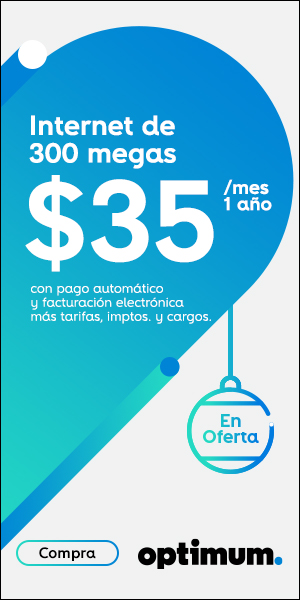 Internet de
300 megas
$35 /mes
1 año
con pago automático
y facturación electrónica
más tarifas, imptos. y cargos.
En
Oferta
Compra
optimum.